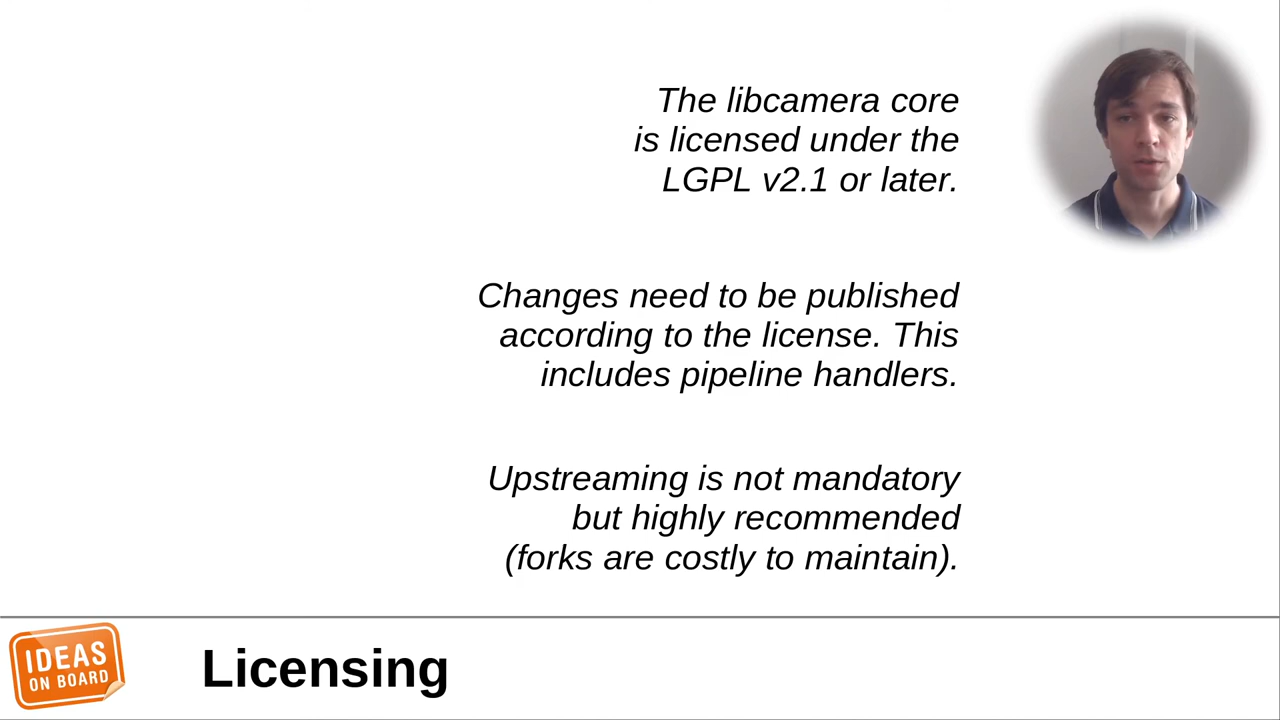 The libcamera core
is licensed under the
LGPL v2.1 or later.
Changes need to be published
according to the license. This
includes pipeline handlers.
Upstreaming is not mandatory
but highly recommended
(forks are costly to maintain).
IDEAS
ON BOARD
Licensing